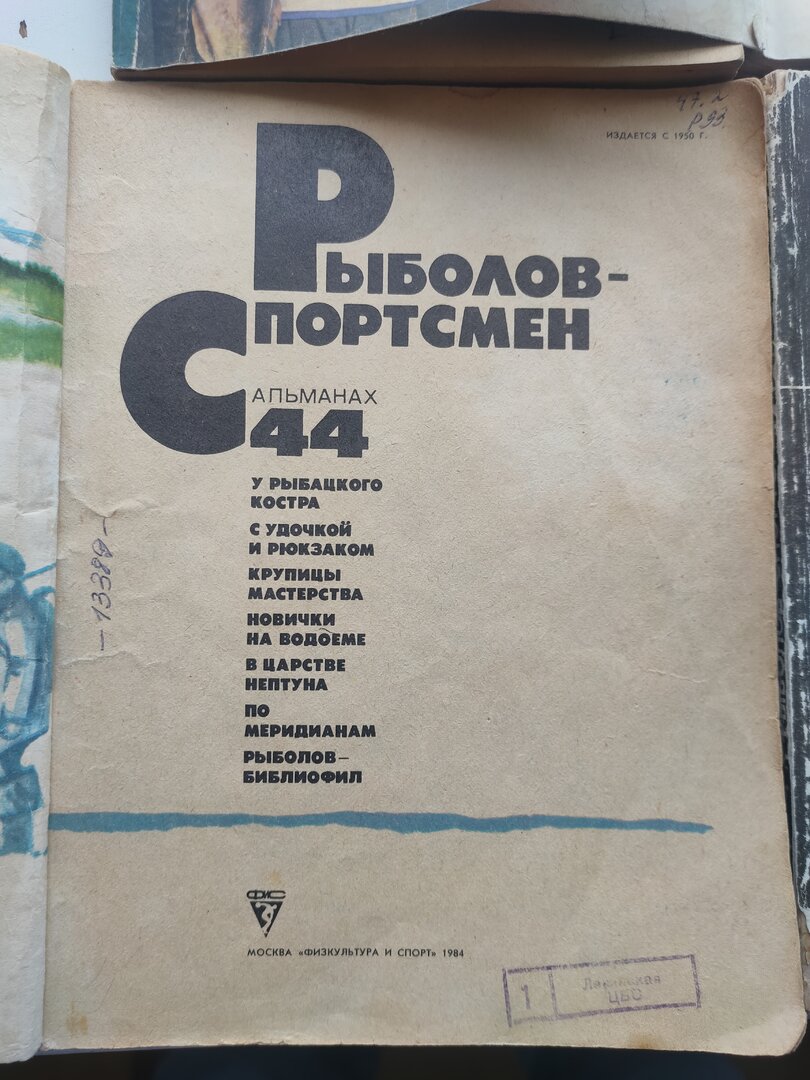 47.2
Р93
ИЗДАЕТСЯ С 1950 Г.
РЫБОЛОВ-
СПОРТСМЕН
АЛЬМАНАХ
44
У РЫБАЦКОГО
КОСТРА
С УДОЧКОЙ
И РЮКЗАКОМ
КРУПИЦЫ
МАСТЕРСТВА
НОВИЧКИ
НА ВОДОЕМЕ
В ЦАРСТВЕ
НЕПТУНА
ПО
МЕРИДИАНАМ
РЫБОЛОВ-
БИБЛИОФИЛ
-13389-
ФИС
МОСКВА «ФИЗКУЛЬТУРА И СПОРТ» 1984
1
ЦБС